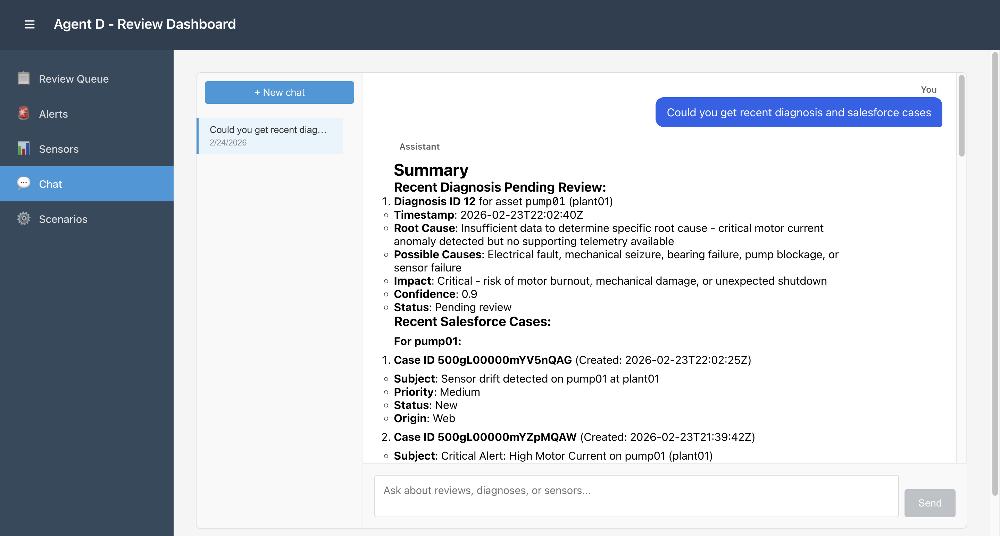 Agent D - Review Dashboard
Review Queue
Alerts
Sensors
Chat
Scenarios
+ New chat
Could you get recent diag...
2/24/2026
You
Could you get recent diagnosis and salesforce cases
Assistant
Summary
Recent Diagnosis Pending Review:
1. Diagnosis ID 12 for asset pump01 (plant01)
Timestamp: 2026-02-23T22:02:40Z
Root Cause: Insufficient data to determine specific root cause - critical motor current
anomaly detected but no supporting telemetry available
Possible Causes: Electrical fault, mechanical seizure, bearing failure, pump blockage, or
sensor failure
Impact: Critical - risk of motor burnout, mechanical damage, or unexpected shutdown
Confidence: 0.9
Status: Pending review
Recent Salesforce Cases:
For pump01:
1. Case ID 500gL00000mYV5nQAG (Created: 2026-02-23T22:02:25Z)
Subject: Sensor drift detected on pump01 at plant01
Priority: Medium
Status: New
Origin: Web
2. Case ID 500gL00000mYZpMQAW (Created: 2026-02-23T21:39:42Z)
Subject: Critical Alert: High Motor Current on pump01 (plant01)
Ask about reviews, diagnoses, or sensors...
Send